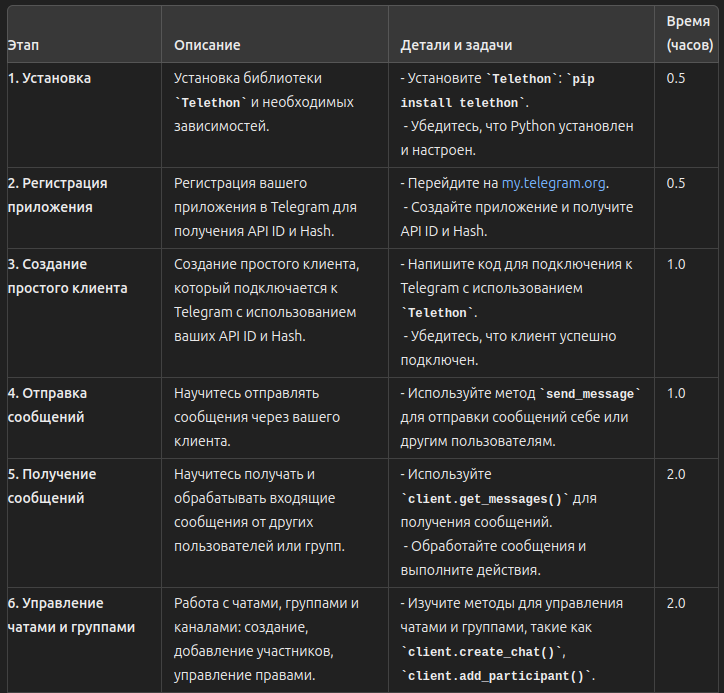 Этап Описание Детали и задачи Время (часов)
1. Установка
Установка библиотеки
`Telethon` и необходимых
зависимостей.
- Установите `Telethon`: `pip
install telethon`.
- Убедитесь, что Python установлен
и настроен.
0.5
2. Регистрация
приложения
Регистрация вашего
приложения в Telegram для
получения API ID и Hash.
- Перейдите на my.telegram.org.
- Создайте приложение и получите
API ID и Hash.
0.5
3. Создание
простого клиента
Создание простого клиента,
который подключается к
Telegram с использованием
ваших API ID и Hash.
- Напишите код для подключения к
Telegram с использованием
`Telethon`.
- Убедитесь, что клиент успешно
подключен.
1.0
4. Отправка
сообщений
Научитесь отправлять
сообщения через вашего
клиента.
- Используйте метод `send_message`
для отправки сообщений себе или
другим пользователям.
1.0
5. Получение
сообщений
Научитесь получать и
обрабатывать входящие
сообщения от других
пользователей или групп.
- Используйте
`client.get_messages()` для
получения сообщений.
- Обработайте сообщения и
выполните действия.
2.0
6. Управление
чатами и группами
Работа с чатами, группами и
каналами: создание,
добавление участников,
управление правами.
- Изучите методы для управления
чатами и группами, такие как
`client.create_chat()`,
`client.add_participant()`.
2.0